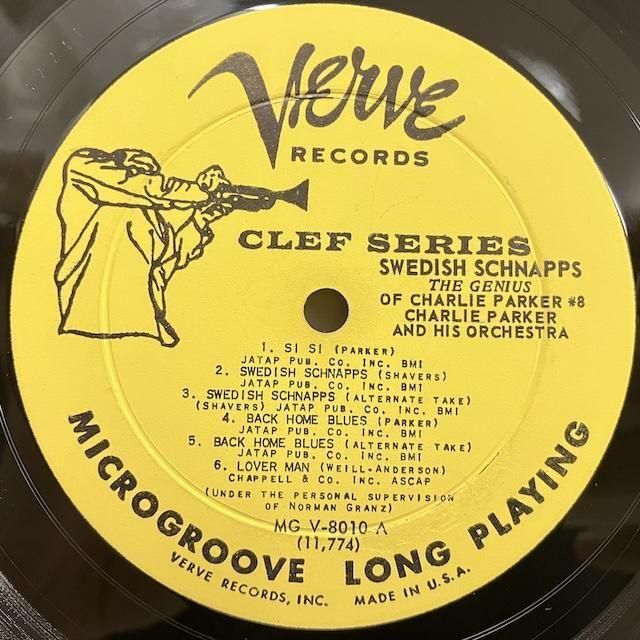 Verve
RECORDS
CLEF SERIES
SWEDISH SCHNAPPS
THE GENIUS
OF CHARLIE PARKER #8
CHARLIE PARKER
AND HIS ORCHESTRA
1. SI SI (PARKER)
JATAP PUB. CO. INC. BMI
2. SWEDISH SCHNAPPS (SHAVERS)
JATAP PUB. CO. INC. BMI
3. SWEDISH SCHNAPPS (ALTERNATE TAKE)
(SHAVERS) JATAP PUB. CO. INC. BMI
4. BACK HOME BLUES (PARKER)
JATAP PUB. CO. INC. BMI
5. BACK HOME BLUES (ALTERNATE TAKE)
JATAP PUB. CO. INC. BMI
6. LOVER MAN (WEILL-ANDERSON)
CHAPPELL & CO. INC. ASCAP
(UNDER THE PERSONAL SUPERVISION
OF NORMAN GRANZ)
MG V-8010 A
(11,774)
MICROGROOVE LONG PLAYING
VERVE RECORDS, INC. MADE IN U.S.A.